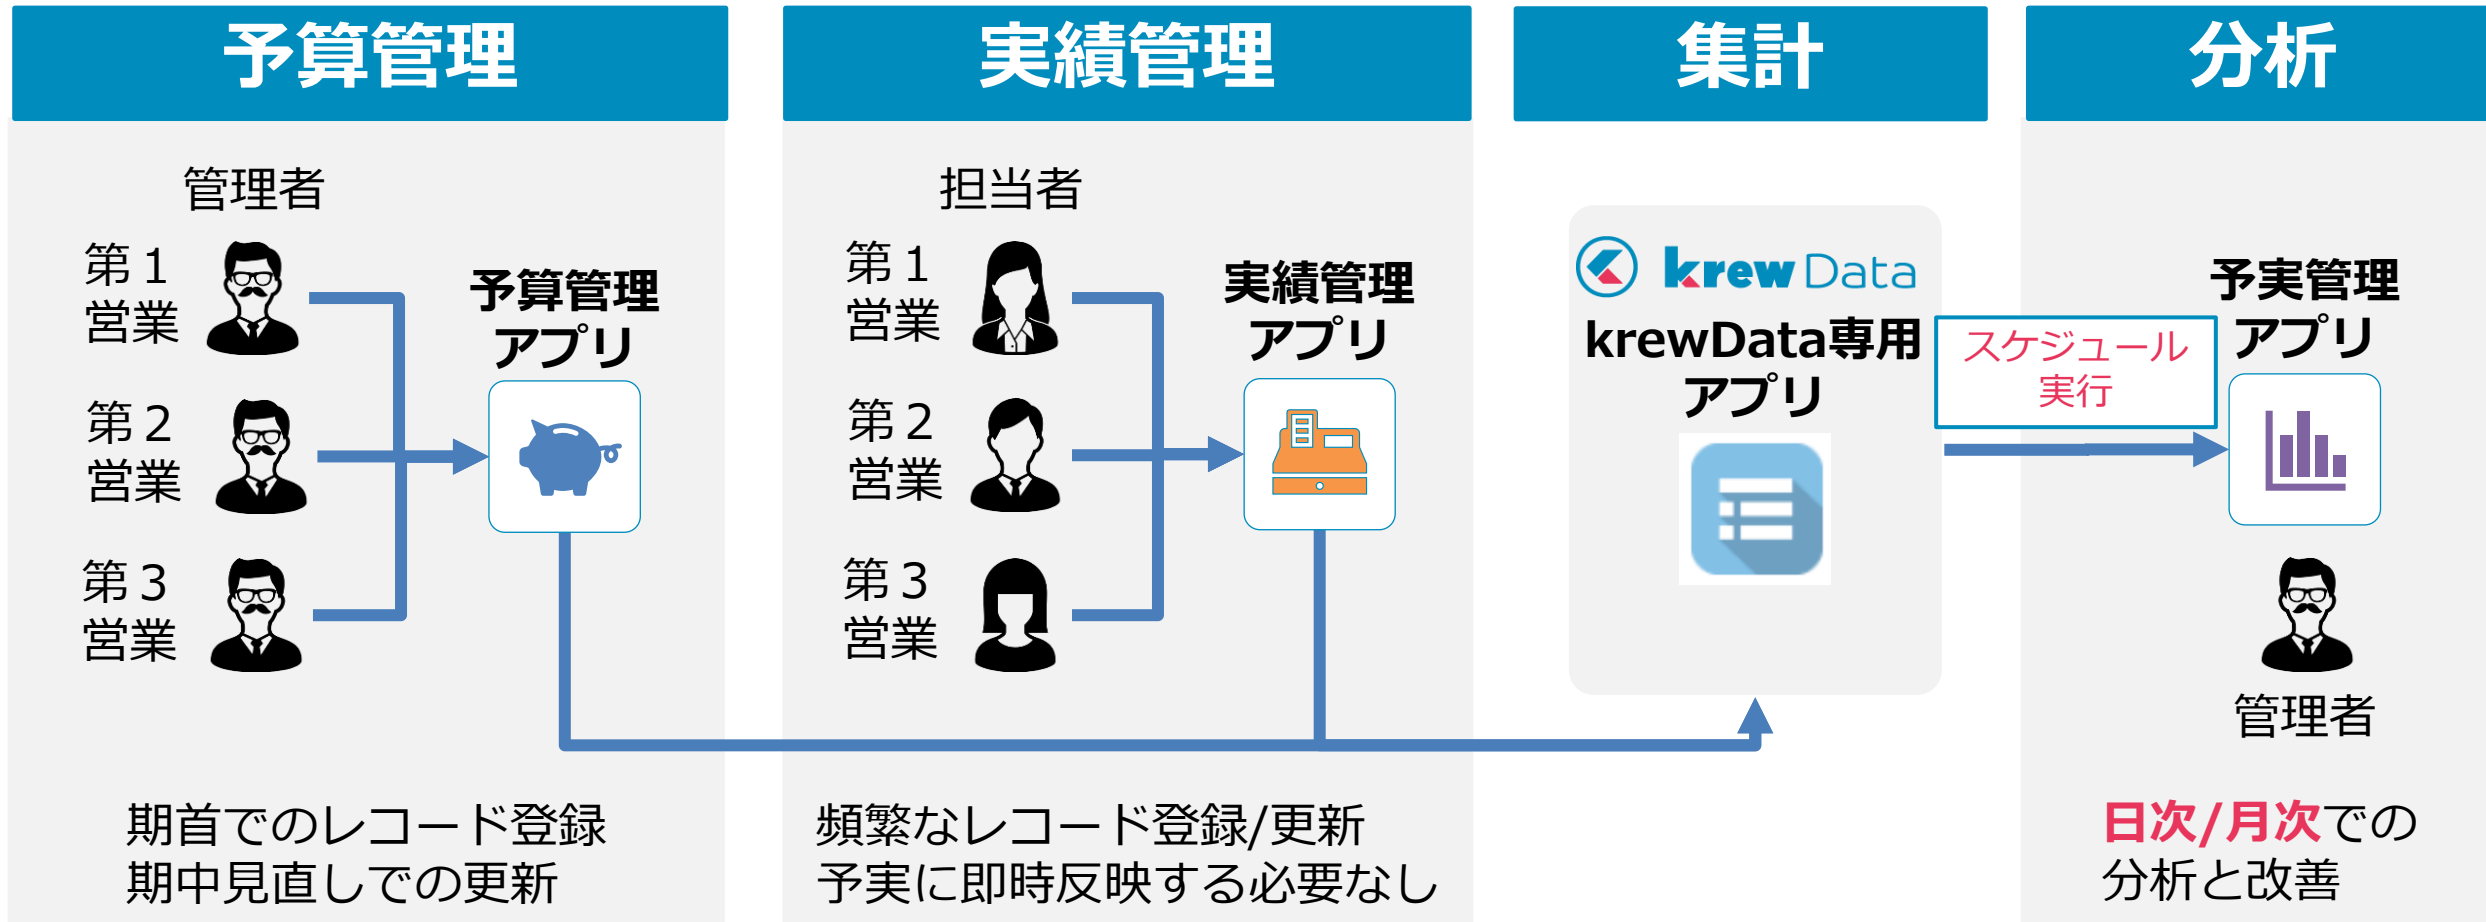 予算管理
管理者
第１
営業
第２
営業
第３
営業
予算管理
アプリ
期首でのレコード登録
期中見直しでの更新
実績管理
担当者
第１
営業
第２
営業
第３
営業
実績管理
アプリ
頻繁なレコード登録/更新
予実に即時反映する必要なし
集計
krewData
krewData専用
アプリ
スケジュール
実行
分析
予実管理
アプリ
管理者
日次/月次での
分析と改善